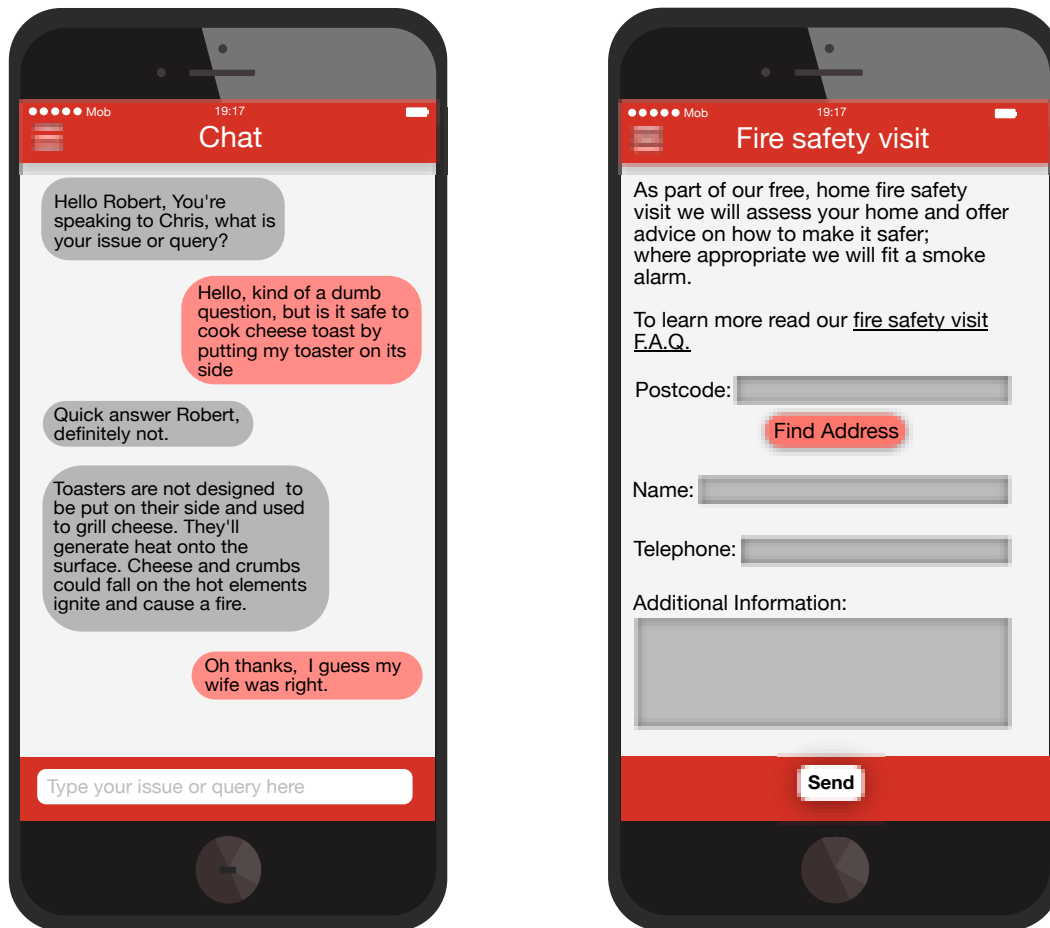 Mob
19:17
Chat
Hello Robert, You're
speaking to Chris, what is
your issue or query?
Hello, kind of a dumb
question, but is it safe to
cook cheese toast by
putting my toaster on its
side
Quick answer Robert,
definitely not.
Toasters are not designed  to
be put on their side and used
to grill cheese. They'll
generate heat onto the
surface. Cheese and crumbs
could fall on the hot elements
ignite and cause a fire.
Oh thanks,  I guess my
wife was right.
Type your issue or query here
Mob
19:17
Fire safety visit
As part of our free, home fire safety
visit we will assess your home and offer
advice on how to make it safer;
where appropriate we will fit a smoke
alarm.
To learn more read our fire safety visit
F.A.Q.
Postcode:
Find Address
Name:
Telephone:
Additional Information:
Send